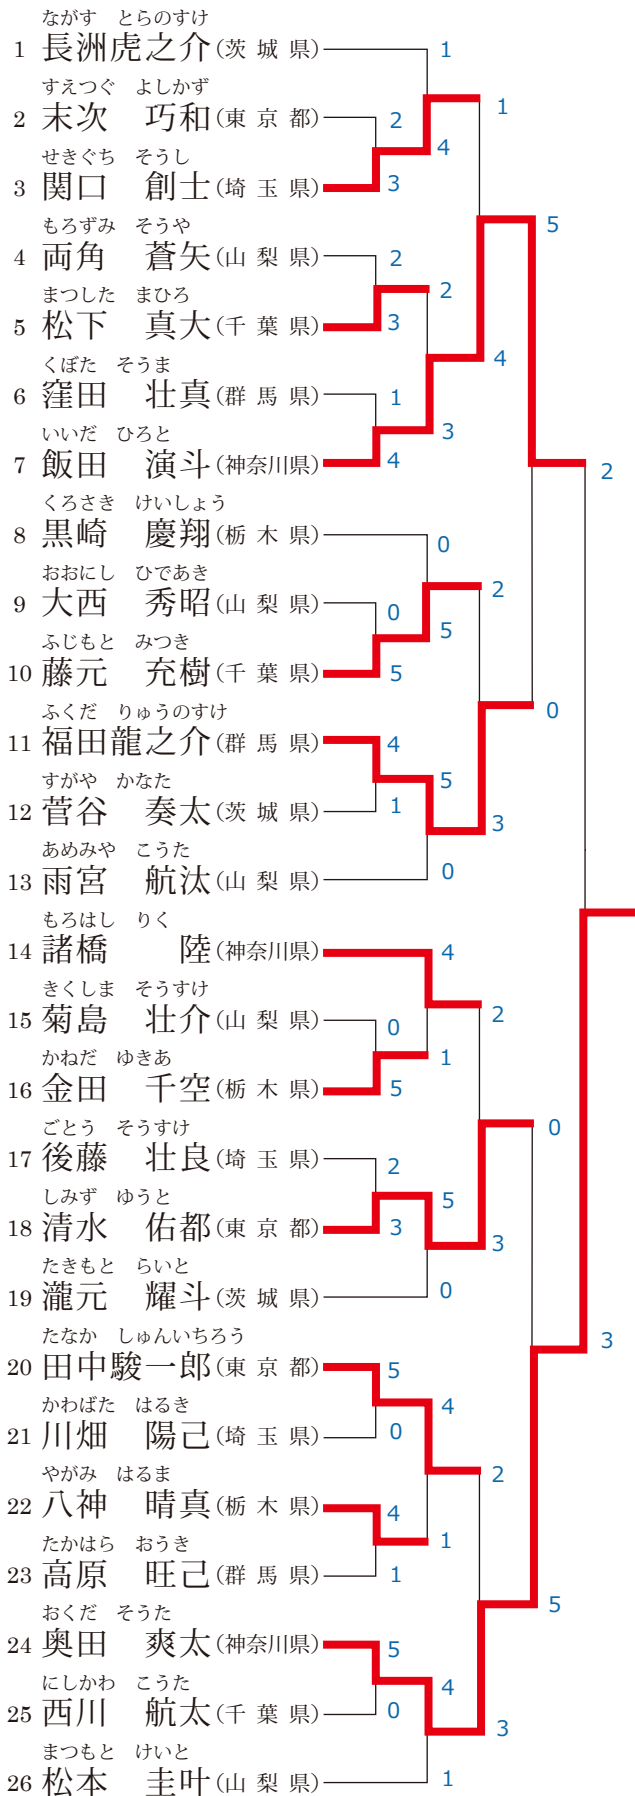 ながす とらのすけ
1 長洲虎之介(茨城県) 1
すえつぐ よしかず
1
2 末次 巧和(東京都) 2
4
せきぐち そうし
3 関口 創士(埼玉県) 3
もろずみ そうや
5
4 両角 蒼矢(山梨県) 2
まつした まひろ
2
5 松下 真大(千葉県) 3
4
くぼた そうま
6 窪田 壮真(群馬県) 1
3
いいだ ひろと
7 飯田 演斗(神奈川県) 4
2
くろさき けいしょう
8 黒崎 慶翔(栃木県) 0
おおにし ひであき
2
9 大西 秀昭(山梨県) 0
5
ふじもと みつき
10 藤元 充樹(千葉県) 5
ふくだ りゅうのすけ
0
11 福田龍之介(群馬県) 4
すがや かなた
5
12 菅谷 奏太(茨城県) 1
3
あめみや こうた
13 雨宮 航汰(山梨県) 0
もろはし りく
14 諸橋 陸(神奈川県) 4
きくしま そうすけ
2
15 菊島 壮介(山梨県) 0
1
かねだ ゆきあ
16 金田 千空(栃木県) 5
ごとう そうすけ
0
17 後藤 壮良(埼玉県) 2
しみず ゆうと
5
18 清水 佑都(東京都) 3
3
たきもと らいと
19 瀧元 耀斗(茨城県) 0
たなか しゅんいちろう
3
20 田中駿一郎(東京都) 5
かわばた はるき
4
21 川畑 陽己(埼玉県) 0
やがみ はるま
2
22 八神 晴真(栃木県) 4
1
たかはら おうき
23 高原 旺己(群馬県) 1
おくだ そうた
5
24 奥田 爽太(神奈川県) 5
にしかわ こうた
4
25 西川 航太(千葉県) 0
3
まつもと けいと
26 松本 圭叶(山梨県) 1